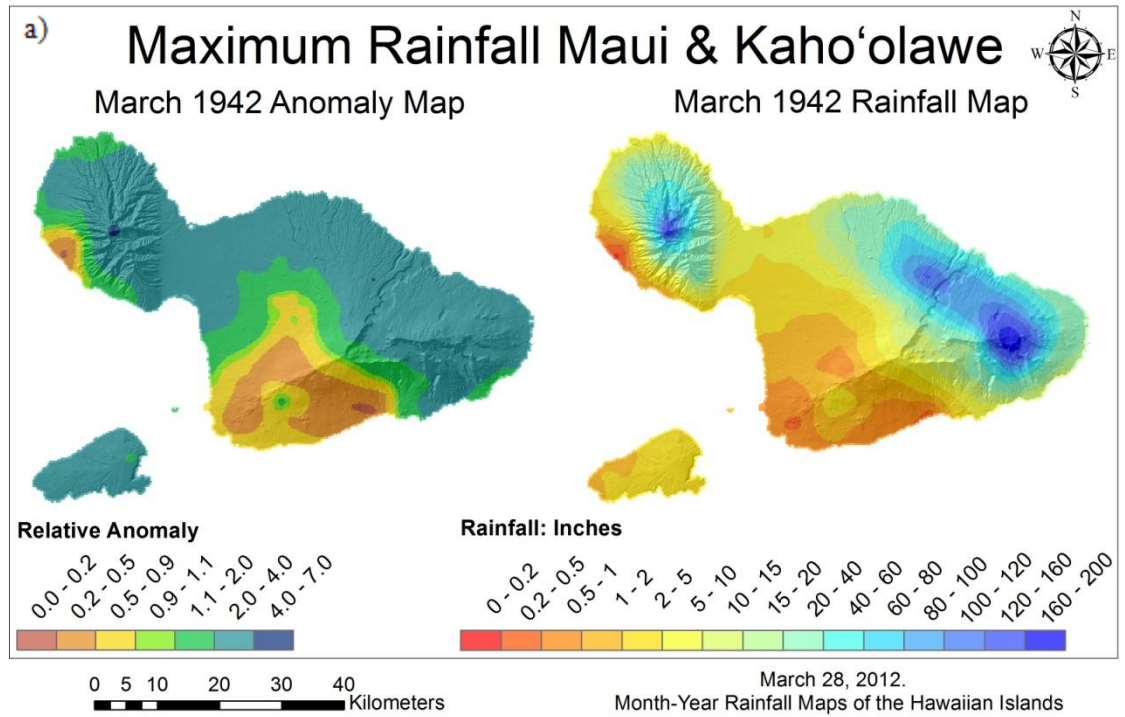 a)
Maximum Rainfall Maui & Kahoʻolawe
N
W
E
S
March 1942 Anomaly Map
March 1942 Rainfall Map
Relative Anomaly
0.0 - 0.2
0.2 - 0.5
0.5 - 0.9
0.9 - 1.1
1.1 - 2.0
2.0 - 4.0
4.0 - 7.0
Rainfall: Inches
0 - 0.2
0.2 - 0.5
0.5 - 1
1 - 2
2 - 5
5 - 10
10 - 15
15 - 20
20 - 40
40 - 60
60 - 80
80 - 100
100 - 120
120 - 160
160 - 200
0 5 10 20 30 40
Kilometers
March 28, 2012.
Month-Year Rainfall Maps of the Hawaiian Islands